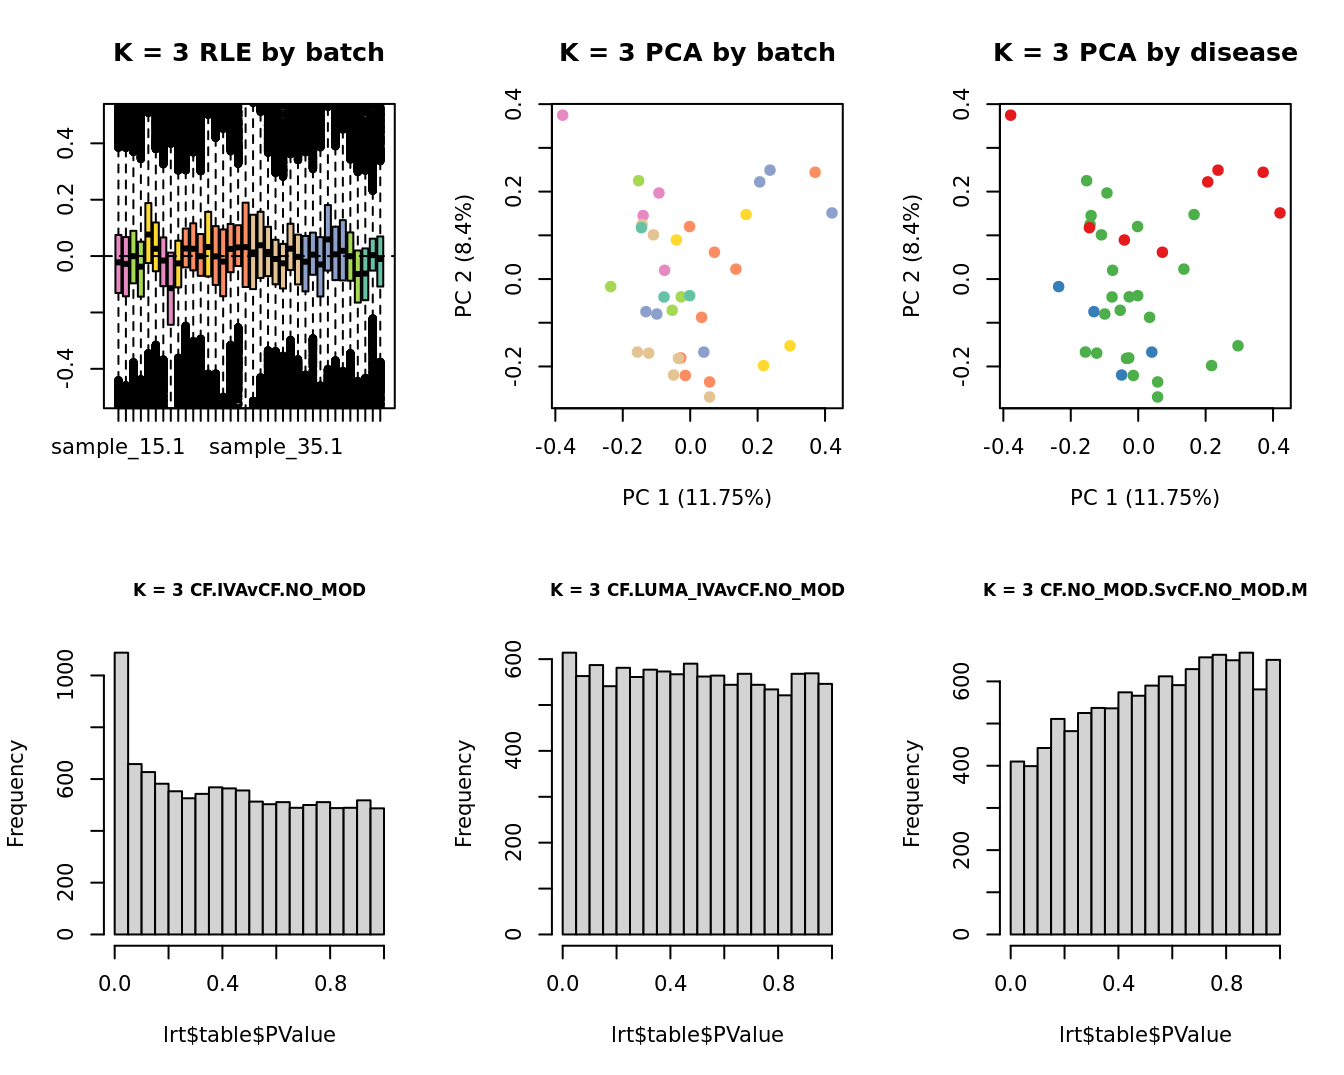 K = 3 RLE by batch
0.4
0.2
0.0
-0.4
sample_15.1 sample_35.1
K = 3 PCA by batch
PC 2 (8.4%)
0.4
0.2
0.0
-0.2
-0.4 -0.2 0.0 0.2 0.4
PC 1 (11.75%)
K = 3 PCA by disease
PC 2 (8.4%)
0.4
0.2
0.0
-0.2
-0.4 -0.2 0.0 0.2 0.4
PC 1 (11.75%)
K = 3 CF.IVAvCF.NO_MOD
Frequency
1000
600
200
0
0.0 0.4 0.8
lrt$table$PValue
K = 3 CF.LUMA_IVAvCF.NO_MOD
Frequency
600
400
200
0
0.0 0.4 0.8
lrt$table$PValue
K = 3 CF.NO_MOD.SvCF.NO_MOD.M
Frequency
600
400
200
0
0.0 0.4 0.8
lrt$table$PValue